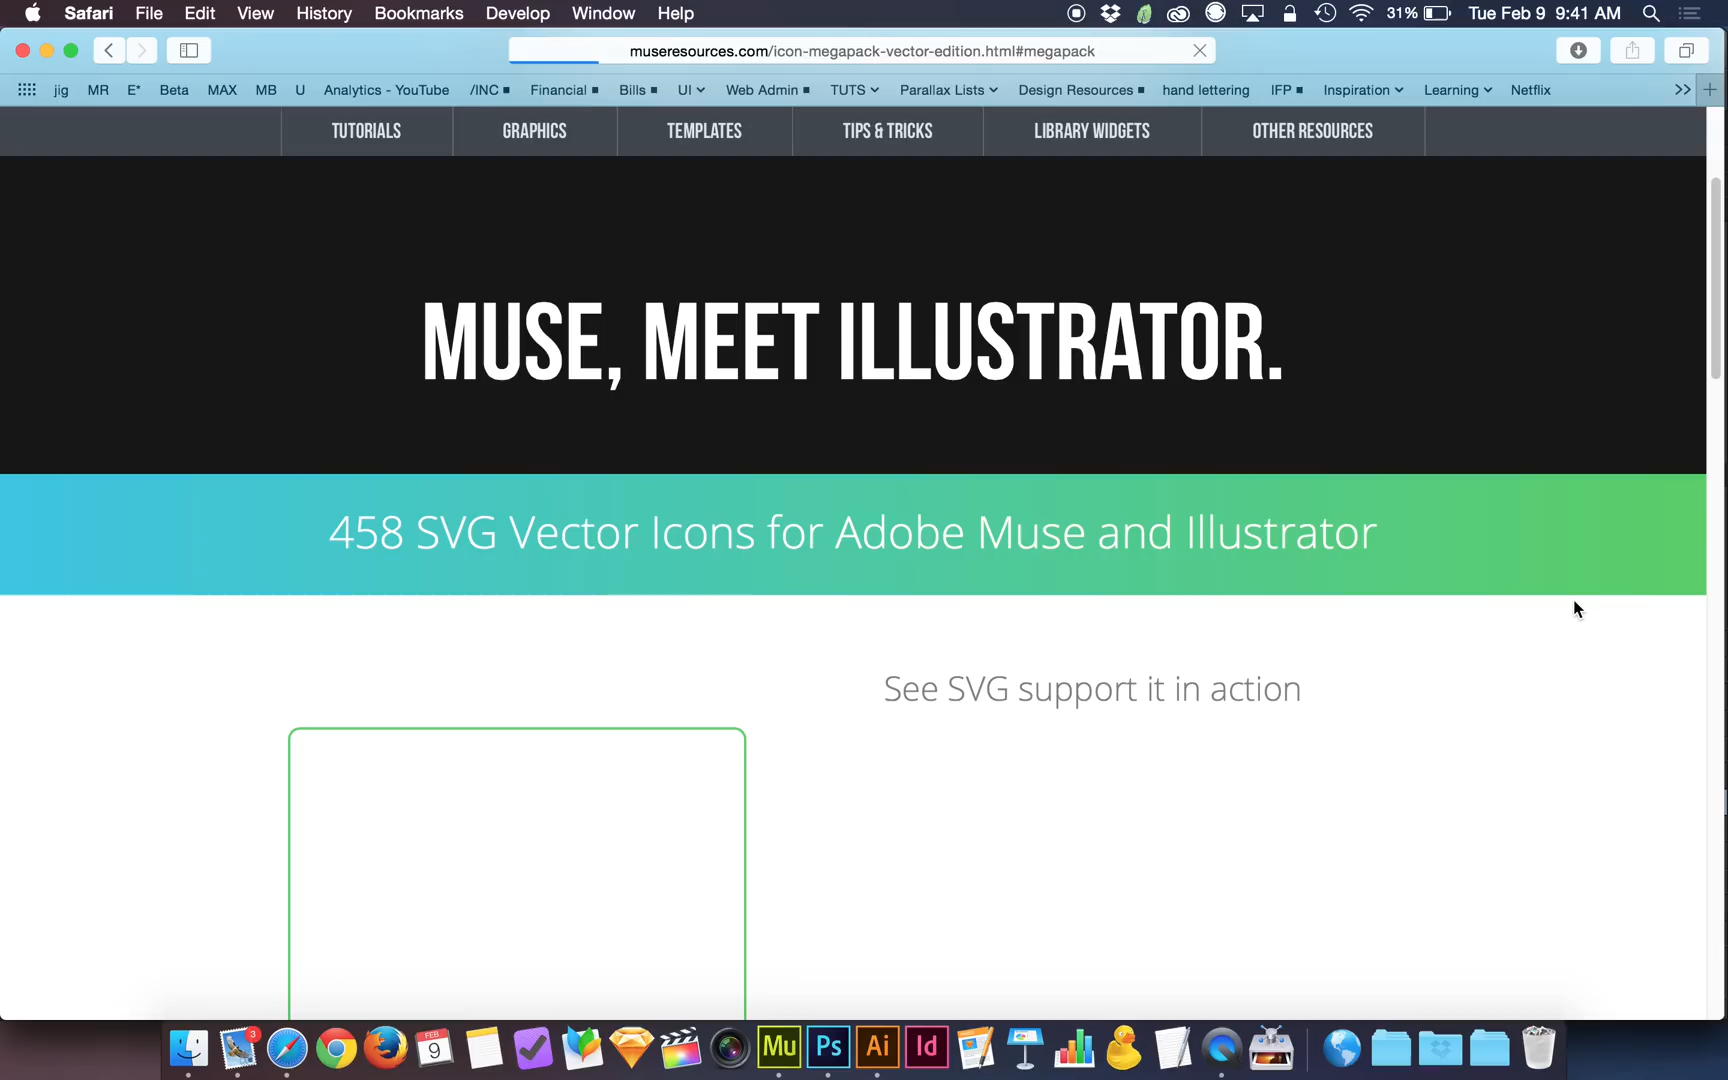 Safari File Edit View History Bookmarks Develop Window Help 31% Tue Feb 9 9:41 AM
museresources.com/icon-megapack-vector-edition.html#megapack
jig MR E* Beta MAX MB U Analytics - YouTube /INC Financial Bills UI Web Admin TUTS Parallax Lists Design Resources hand lettering IFP Inspiration Learning Netflix >>
TUTORIALS GRAPHICS TEMPLATES TIPS & TRICKS LIBRARY WIDGETS OTHER RESOURCES
MUSE, MEET ILLUSTRATOR.
458 SVG Vector Icons for Adobe Muse and Illustrator
See SVG support it in action
3 FEB 9 Mu Ps Ai Id